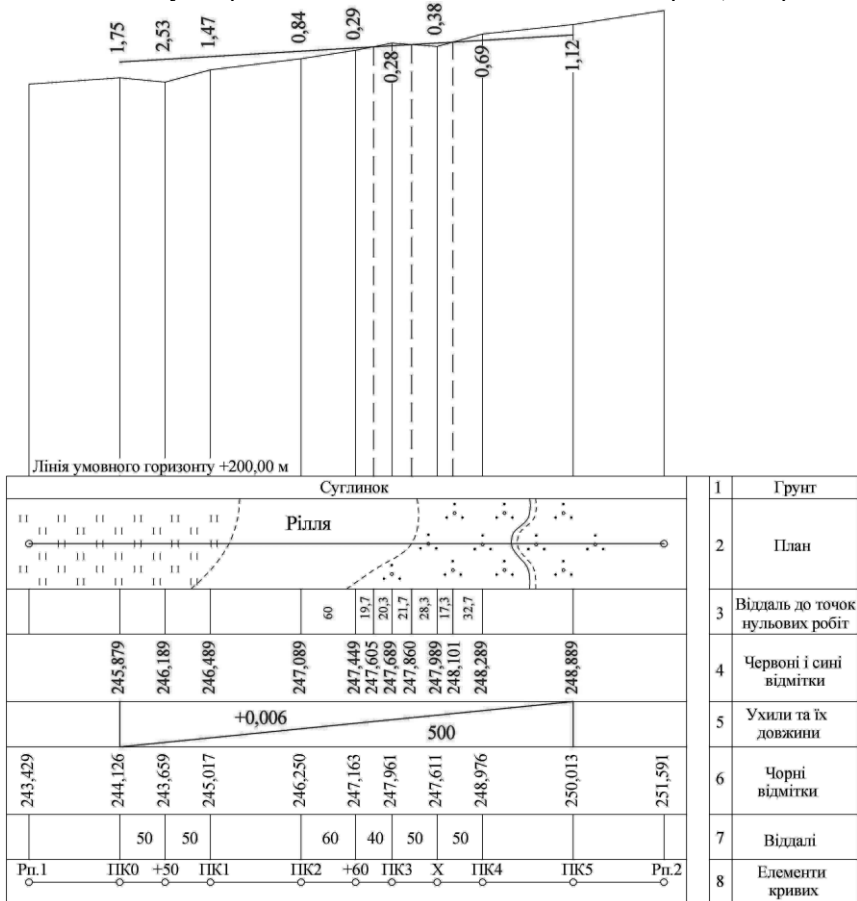 1,75 2,53 1,47 0,84 0,29 0,28 0,38 0,69 1,12
Лінія умовного горизонту +200,00 м
Суглинок 1 Грунт
Рілля 2 План
60 19,7 20,3 21,7 28,3 17,3 32,7 3 Віддаль до точок
нульових робіт
245,879 246,189 246,489 247,089 247,449 247,605 247,689 247,860 247,989 248,101 248,289 248,889 4 Червоні і сині
відмітки
+0,006 500 5 Ухили та їх
довжини
243,429 244,126 243,659 245,017 246,250 247,163 247,961 247,611 248,976 250,013 251,591 6 Чорні
відмітки
50 50 60 40 50 50 7 Віддалі
Рп.1 ПК0 +50 ПК1 ПК2 +60 ПК3 Х ПК4 ПК5 Рп.2
8 Елементи
кривих